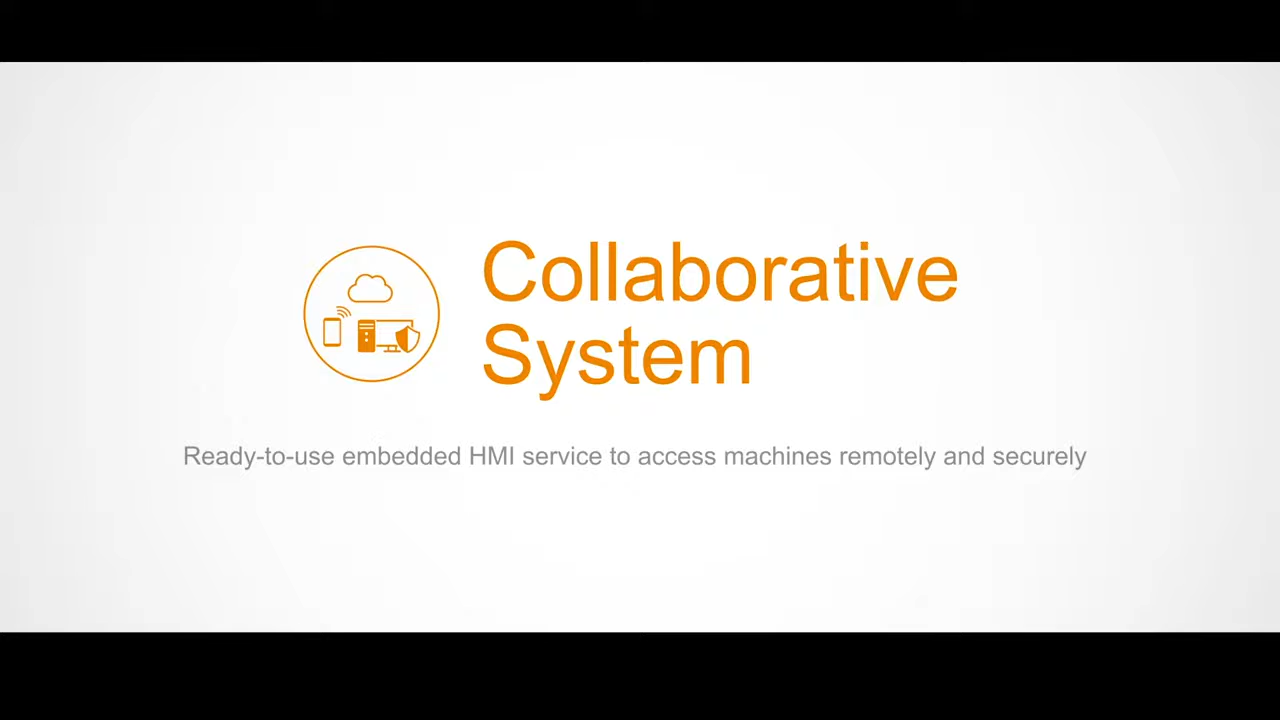 Collaborative
System
Ready-to-use embedded HMI service to access machines remotely and securely